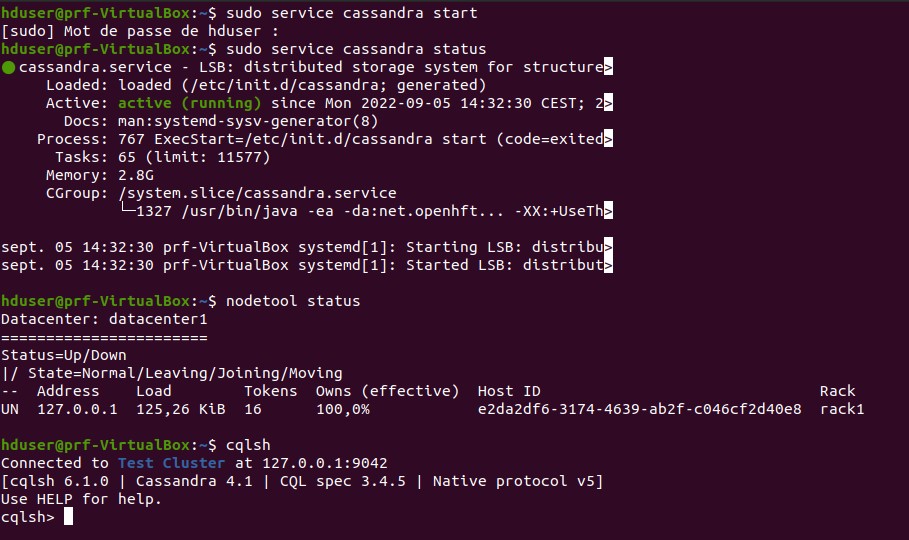 hduser@prf-VirtualBox:~$ sudo service cassandra start
[sudo] Mot de passe de hduser :
hduser@prf-VirtualBox:~$ sudo service cassandra status
● cassandra.service - LSB: distributed storage system for structure>
     Loaded: loaded (/etc/init.d/cassandra; generated)
     Active: active (running) since Mon 2022-09-05 14:32:30 CEST; 2>
       Docs: man:systemd-sysv-generator(8)
    Process: 767 ExecStart=/etc/init.d/cassandra start (code=exited>
      Tasks: 65 (limit: 11577)
     Memory: 2.8G
     CGroup: /system.slice/cassandra.service
             └─1327 /usr/bin/java -ea -da:net.openhft... -XX:+UseTh>
sept. 05 14:32:30 prf-VirtualBox systemd[1]: Starting LSB: distribu>
sept. 05 14:32:30 prf-VirtualBox systemd[1]: Started LSB: distribut>
hduser@prf-VirtualBox:~$ nodetool status
Datacenter: datacenter1
=======================
Status=Up/Down
|/ State=Normal/Leaving/Joining/Moving
--  Address    Load        Tokens  Owns (effective)  Host ID                               Rack
UN  127.0.0.1  125,26 KiB  16      100,0%            e2da2df6-3174-4639-ab2f-c046cf2d40e8  rack1
hduser@prf-VirtualBox:~$ cqlsh
Connected to Test Cluster at 127.0.0.1:9042
[cqlsh 6.1.0 | Cassandra 4.1 | CQL spec 3.4.5 | Native protocol v5]
Use HELP for help.
cqlsh>